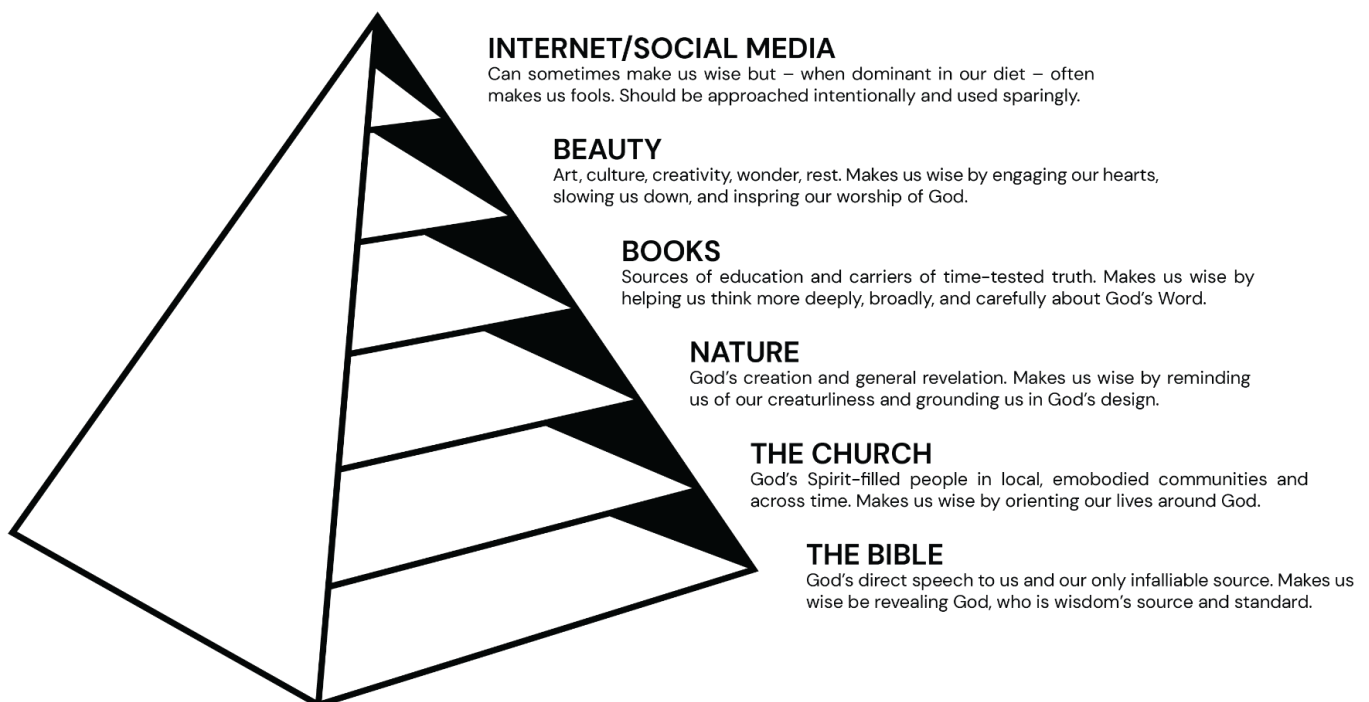 INTERNET/SOCIAL MEDIA
Can sometimes make us wise but – when dominant in our diet – often
makes us fools. Should be approached intentionally and used sparingly.
BEAUTY
Art, culture, creativity, wonder, rest. Makes us wise by engaging our hearts,
slowing us down, and inspring our worship of God.
BOOKS
Sources of education and carriers of time-tested truth. Makes us wise by
helping us think more deeply, broadly, and carefully about God's Word.
NATURE
God's creation and general revelation. Makes us wise by reminding
us of our creaturliness and grounding us in God's design.
THE CHURCH
God's Spirit-filled people in local, emobodied communities and
across time. Makes us wise by orienting our lives around God.
THE BIBLE
God's direct speech to us and our only infalliable source. Makes us
wise be revealing God, who is wisdom's source and standard.